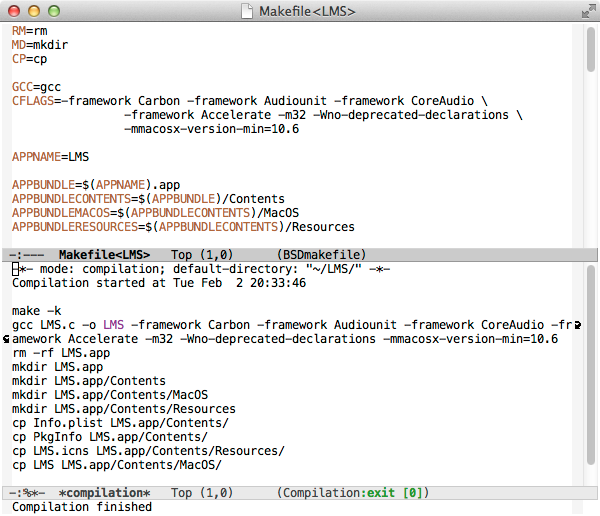 Makefile<LMS>
RM=rm
MD=mkdir
CP=cp
GCC=gcc
CFLAGS=-framework Carbon -framework Audiounit -framework CoreAudio \
-framework Accelerate -m32 -Wno-deprecated-declarations \
-mmacosx-version-min=10.6
APPNAME=LMS
APPBUNDLE=$(APPNAME).app
APPBUNDLECONTENTS=$(APPBUNDLE)/Contents
APPBUNDLEMACOS=$(APPBUNDLECONTENTS)/MacOS
APPBUNDLERESOURCES=$(APPBUNDLECONTENTS)/Resources
-:--- Makefile<LMS> Top (1,0) (BSDmakefile)
-*- mode: compilation; default-directory: "~/LMS/" -*-
Compilation started at Tue Feb 2 20:33:46
make -k
gcc LMS.c -o LMS -framework Carbon -framework Audiounit -framework CoreAudio -fr
amework Accelerate -m32 -Wno-deprecated-declarations -mmacosx-version-min=10.6
rm -rf LMS.app
mkdir LMS.app
mkdir LMS.app/Contents
mkdir LMS.app/Contents/MacOS
mkdir LMS.app/Contents/Resources
cp Info.plist LMS.app/Contents/
cp PkgInfo LMS.app/Contents/
cp LMS.icns LMS.app/Contents/Resources/
cp LMS LMS.app/Contents/MacOS/
-:%*- *compilation* Top (1,0) (Compilation:exit [0])
Compilation finished